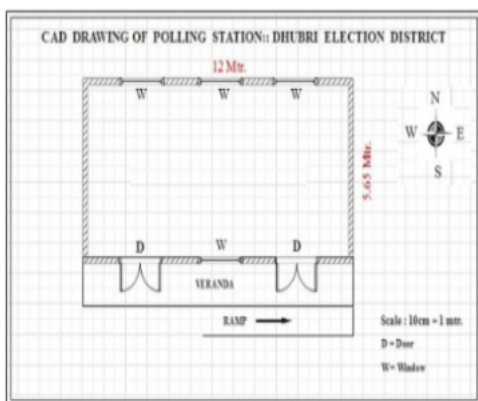 CAD DRAWING OF POLLING STATION:: DHUBRI ELECTION DISTRICT
12 Mtr.
W W W
N
W E
S
5.65 Mtr.
D W D
VERANDA
RAMP
Scale : 10cm = 1 mtr.
D = Door
W= Window